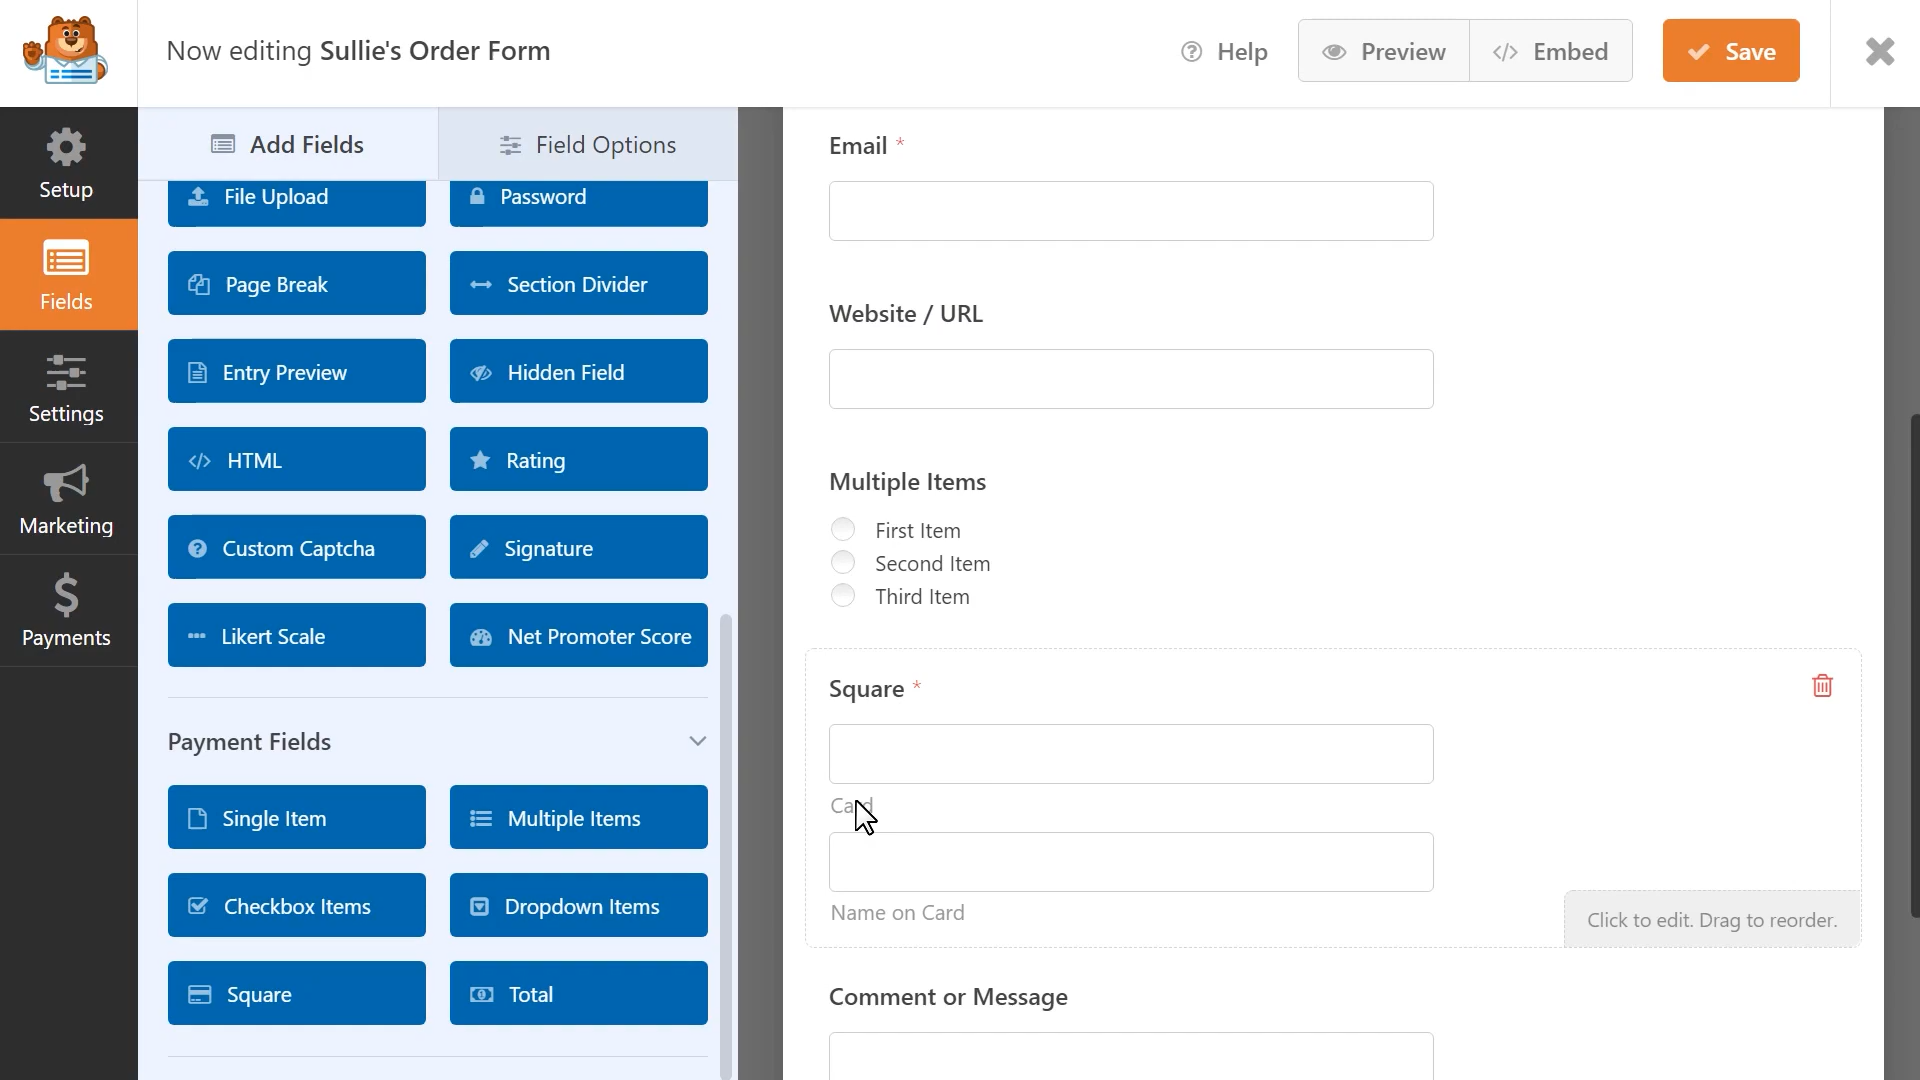 Now editing Sullie's Order Form
Help
Preview
Embed
Save
Setup
Fields
Settings
Marketing
Payments
Add Fields
Field Options
File Upload
Password
Page Break
Section Divider
Entry Preview
Hidden Field
HTML
Rating
Custom Captcha
Signature
Likert Scale
Net Promoter Score
Payment Fields
Single Item
Multiple Items
Checkbox Items
Dropdown Items
Square
Total
Email *
Website / URL
Multiple Items
First Item
Second Item
Third Item
Square *
Card
Name on Card
Click to edit. Drag to reorder.
Comment or Message